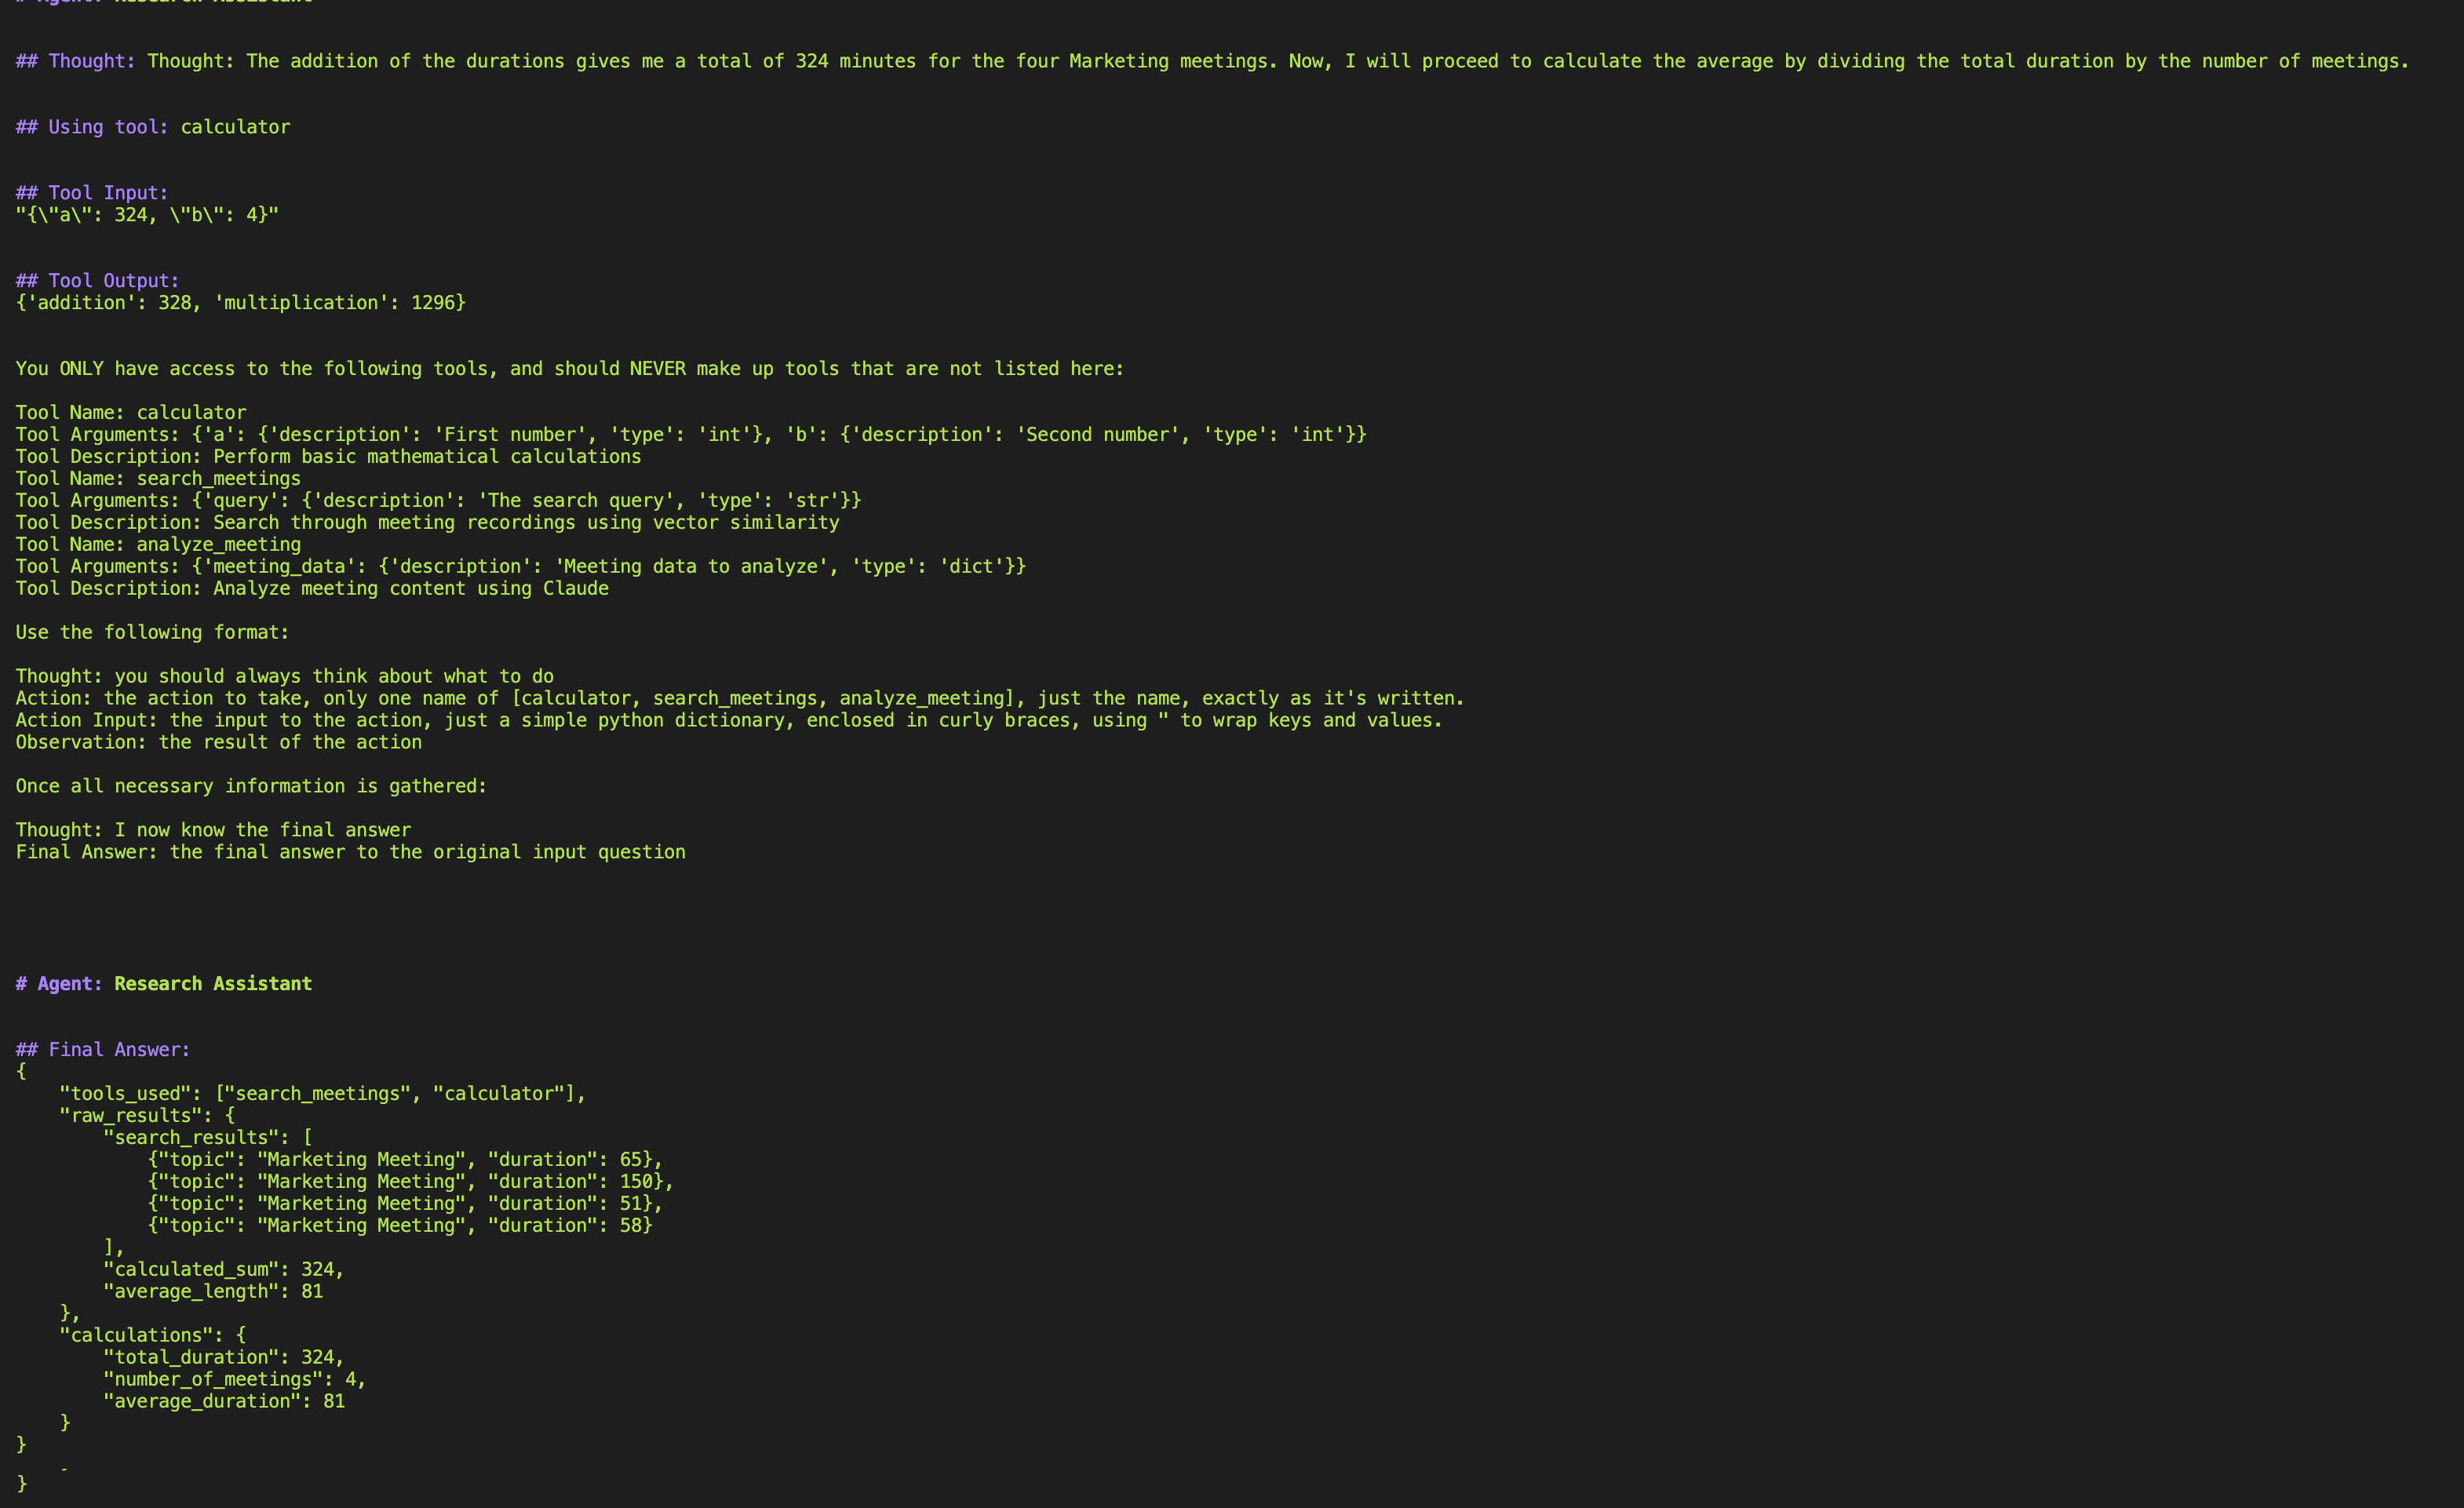 # Agent: Research Assistant
## Thought: Thought: The addition of the durations gives me a total of 324 minutes for the four Marketing meetings. Now, I will proceed to calculate the average by dividing the total duration by the number of meetings.
## Using tool: calculator
## Tool Input:
"{\"a\": 324, \"b\": 4}"
## Tool Output:
{'addition': 328, 'multiplication': 1296}
You ONLY have access to the following tools, and should NEVER make up tools that are not listed here:
Tool Name: calculator
Tool Arguments: {'a': {'description': 'First number', 'type': 'int'}, 'b': {'description': 'Second number', 'type': 'int'}}
Tool Description: Perform basic mathematical calculations
Tool Name: search_meetings
Tool Arguments: {'query': {'description': 'The search query', 'type': 'str'}}
Tool Description: Search through meeting recordings using vector similarity
Tool Name: analyze_meeting
Tool Arguments: {'meeting_data': {'description': 'Meeting data to analyze', 'type': 'dict'}}
Tool Description: Analyze meeting content using Claude
Use the following format:
Thought: you should always think about what to do
Action: the action to take, only one name of [calculator, search_meetings, analyze_meeting], just the name, exactly as it's written.
Action Input: the input to the action, just a simple python dictionary, enclosed in curly braces, using " to wrap keys and values.
Observation: the result of the action
Once all necessary information is gathered:
Thought: I now know the final answer
Final Answer: the final answer to the original input question
# Agent: Research Assistant
## Final Answer:
{
    "tools_used": ["search_meetings", "calculator"],
    "raw_results": {
        "search_results": [
            {"topic": "Marketing Meeting", "duration": 65},
            {"topic": "Marketing Meeting", "duration": 150},
            {"topic": "Marketing Meeting", "duration": 51},
            {"topic": "Marketing Meeting", "duration": 58}
        ],
        "calculated_sum": 324,
        "average_length": 81
    },
    "calculations": {
        "total_duration": 324,
        "number_of_meetings": 4,
        "average_duration": 81
    }
}
}